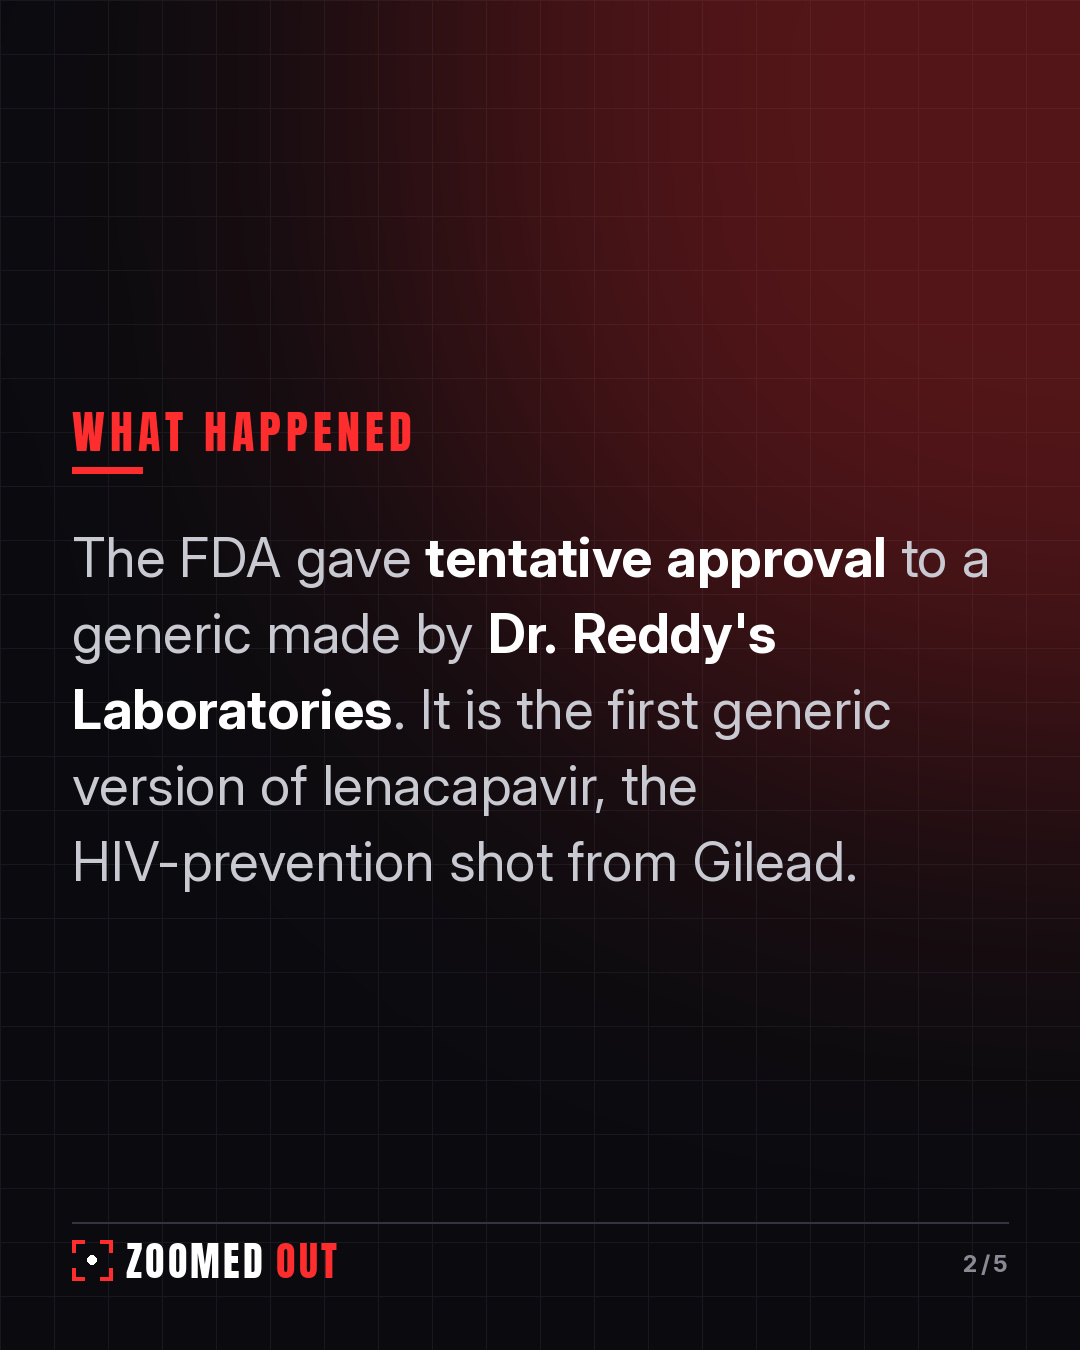 WHAT HAPPENED
The FDA gave tentative approval to a
generic made by Dr. Reddy's
Laboratories. It is the first generic
version of lenacapavir, the
HIV-prevention shot from Gilead.
ZOOMED OUT
2/5